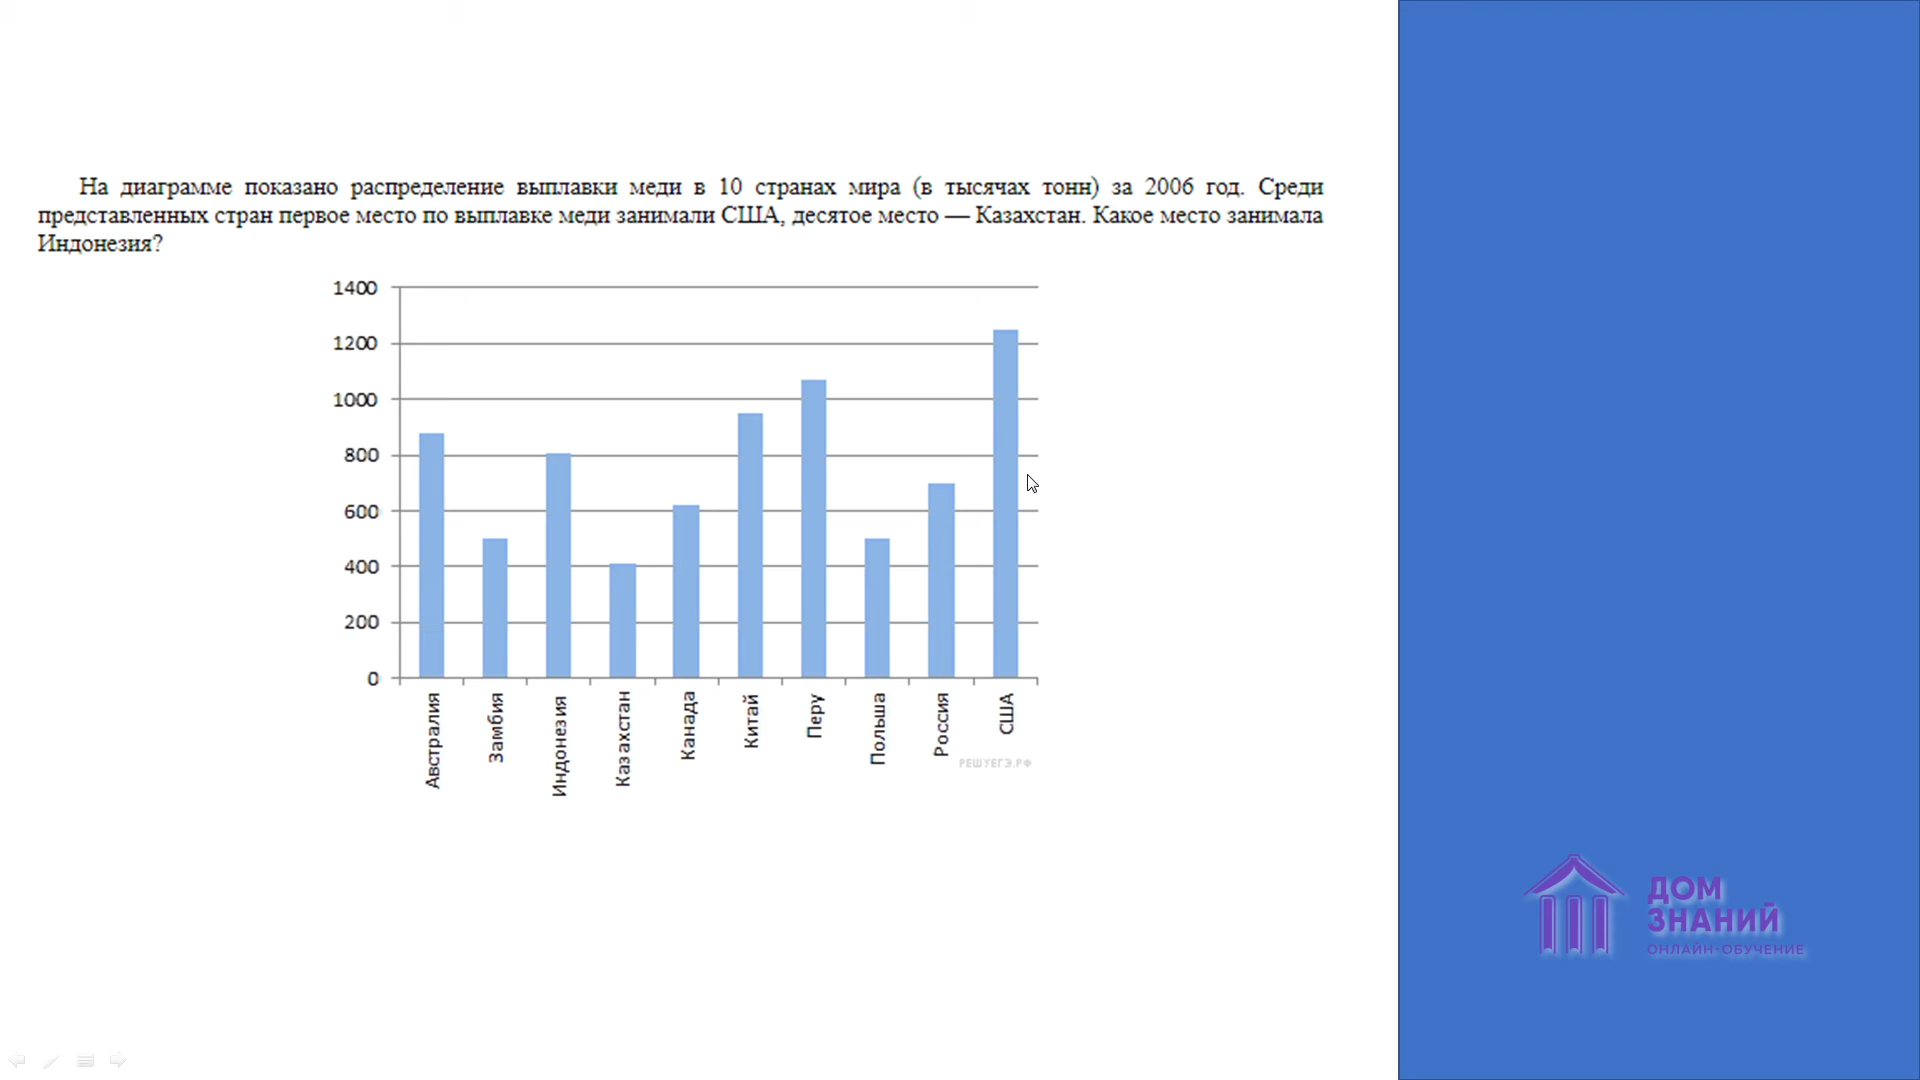 На диаграмме показано распределение выплавки меди в 10 странах мира (в тысячах тонн) за 2006 год. Среди
представленных стран первое место по выплавке меди занимали США, десятое место — Казахстан. Какое место занимала
Индонезия?
1400
1200
1000
800
600
400
200
0
Австралия
Замбия
Индонезия
Казахстан
Канада
Китай
Перу
Польша
Россия
США
РЕШУЕГЭ.РФ
ДОМ
ЗНАНИЙ
ОНЛАЙН-ОБУЧЕНИЕ